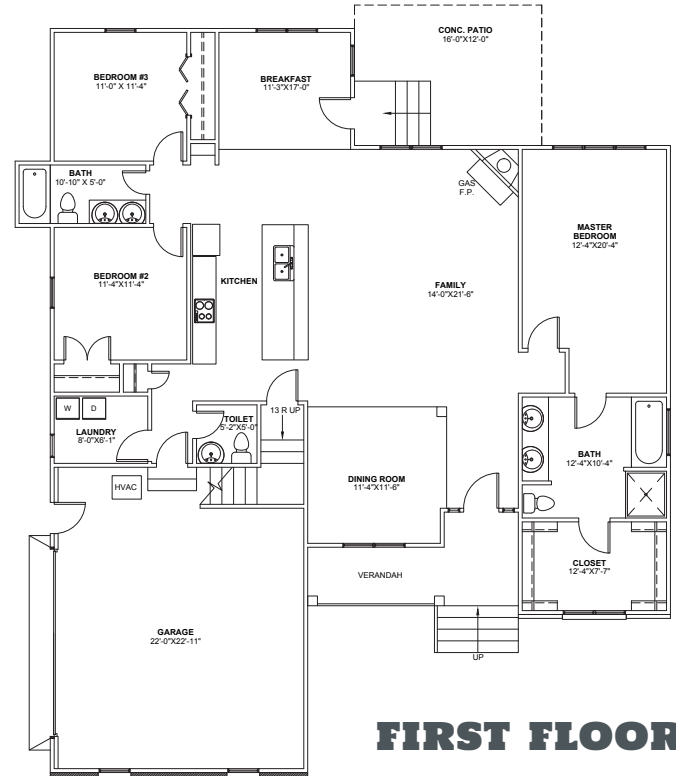 CONC. PATIO
16'-0"X12'-0"
BEDROOM #3
11'-0" X 11'-4"
BREAKFAST
11'-3"X17'-0"
BATH
10'-10" X 5'-0"
GAS
F.P.
MASTER
BEDROOM
12'-4"X20'-4"
BEDROOM #2
11'-4"X11'-4"
KITCHEN
FAMILY
14'-0"X21'-6"
W
D
LAUNDRY
8'-0"X6'-1"
TOILET
5'-2"X5'-0"
13 R UP
BATH
12'-4"X10'-4"
DINING ROOM
11'-4"X11'-6"
HVAC
CLOSET
12'-4"X7'-7"
VERANDAH
GARAGE
22'-0"X22'-11"
UP
FIRST FLOOR